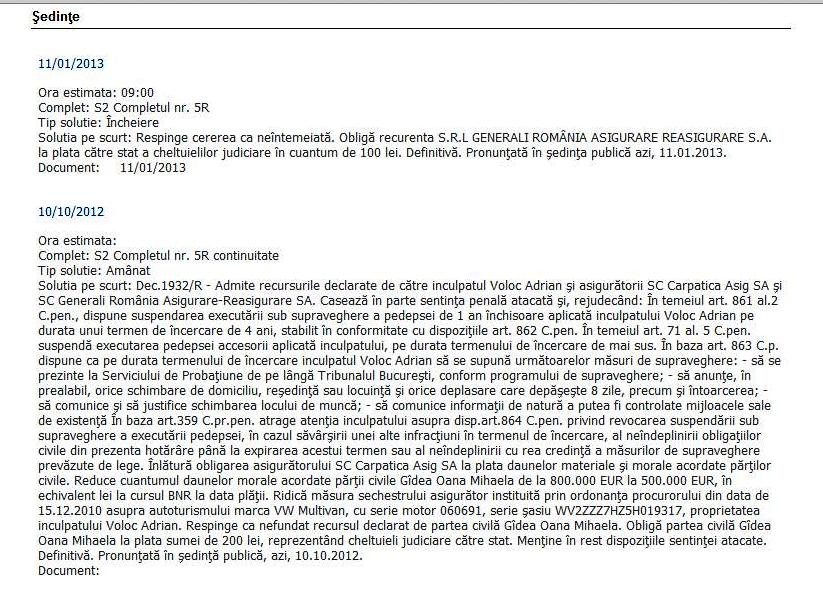 Şedinţe
11/01/2013
Ora estimata: 09:00
Complet: S2 Completul nr. 5R
Tip solutie: Încheiere
Solutia pe scurt: Respinge cererea ca neîntemeiată. Obligă recurenta S.R.L GENERALI ROMÂNIA ASIGURARE REASIGURARE S.A.
la plata către stat a cheltuielilor judiciare în cuantum de 100 lei. Definitivă. Pronunţată în şedinţa publică azi, 11.01.2013.
Document: 11/01/2013
10/10/2012
Ora estimata:
Complet: S2 Completul nr. 5R continuitate
Tip solutie: Amânat
Solutia pe scurt: Dec.1932/R - Admite recursurile declarate de către inculpatul Voloc Adrian şi asigurătorii SC Carpatica Asig SA şi
SC Generali România Asigurare-Reasigurare SA. Casează în parte sentinţa penală atacată şi, rejudecând: În temeiul art. 861 al.2
C.pen., dispune suspendarea executării sub supraveghere a pedepsei de 1 an închisoare aplicată inculpatului Voloc Adrian pe
durata unui termen de încercare de 4 ani, stabilit în conformitate cu dispoziţiile art. 862 C.pen. În temeiul art. 71 al. 5 C.pen.
suspendă executarea pedepsei accesorii aplicată inculpatului, pe durata termenului de încercare de mai sus. În baza art. 863 C.p.
dispune ca pe durata termenului de încercare inculpatul Voloc Adrian să se supună următoarelor măsuri de supraveghere: - să se
prezinte la Serviciului de Probaţiune de pe lângă Tribunalul Bucureşti, conform programului de supraveghere; - să anunţe, în
prealabil, orice schimbare de domiciliu, reşedinţă sau locuinţă şi orice deplasare care depăşeşte 8 zile, precum şi întoarcerea; -
să comunice şi să justifice schimbarea locului de muncă; - să comunice informaţii de natură a putea fi controlate mijloacele sale
de existenţă În baza art.359 C.pr.pen. atrage atenţia inculpatului asupra disp.art.864 C.pen. privind revocarea suspendării sub
supraveghere a executării pedepsei, în cazul săvârşirii unei alte infracţiuni în termenul de încercare, al neîndeplinirii obligaţiilor
civile din prezenta hotărâre până la expirarea acestui termen sau al neîndeplinirii cu rea credinţă a măsurilor de supraveghere
prevăzute de lege. Înlătură obligarea asigurătorului SC Carpatica Asig SA la plata daunelor materiale şi morale acordate părţilor
civile. Reduce cuantumul daunelor morale acordate părţii civile Gîdea Oana Mihaela de la 800.000 EUR la 500.000 EUR, în
echivalent lei la cursul BNR la data plăţii. Ridică măsura sechestrului asigurător instituită prin ordonanţa procurorului din data de
15.12.2010 asupra autoturismului marca VW Multivan, cu serie motor 060691, serie şasiu WV2ZZZ7HZ5H019317, proprietatea
inculpatului Voloc Adrian. Respinge ca nefundat recursul declarat de partea civilă Gîdea Oana Mihaela. Obligă partea civilă Gîdea
Oana Mihaela la plata sumei de 200 lei, reprezentând cheltuieli judiciare către stat. Menţine în rest dispoziţiile sentinţei atacate.
Definitivă. Pronunţată în şedinţă publică, azi, 10.10.2012.
Document: